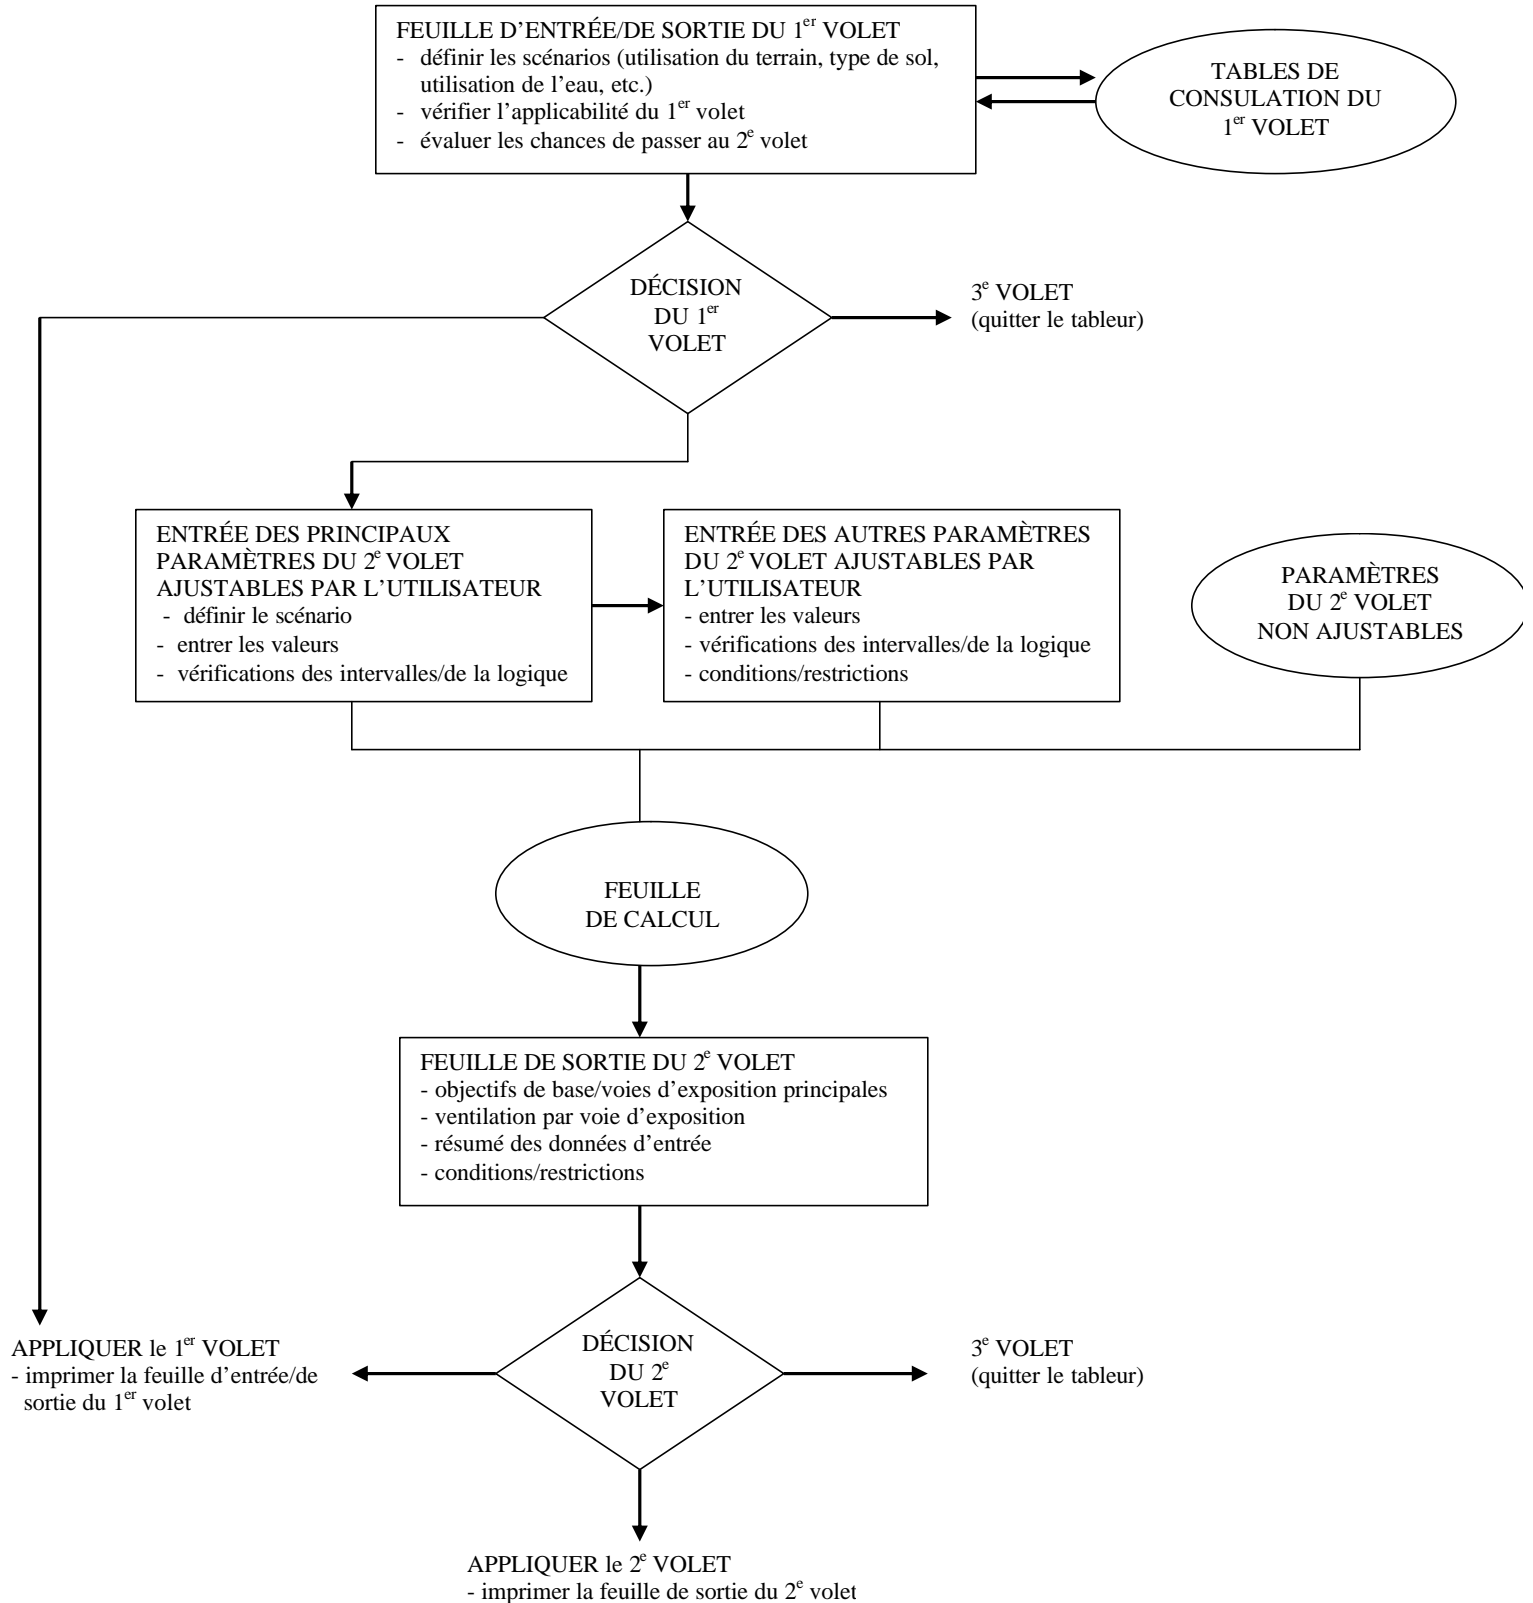 FEUILLE D’ENTRÉE/DE SORTIE DU 1er VOLET
- définir les scénarios (utilisation du terrain, type de sol,
utilisation de l’eau, etc.)
- vérifier l’applicabilité du 1er volet
- évaluer les chances de passer au 2e volet
TABLES DE
CONSULATION DU
1er VOLET
DÉCISION
DU 1er
VOLET
3e VOLET
(quitter le tableur)
ENTRÉE DES PRINCIPAUX
PARAMÈTRES DU 2e VOLET
AJUSTABLES PAR L’UTILISATEUR
- définir le scénario
- entrer les valeurs
- vérifications des intervalles/de la logique
ENTRÉE DES AUTRES PARAMÈTRES
DU 2e VOLET AJUSTABLES PAR
L’UTILISATEUR
- entrer les valeurs
- vérifications des intervalles/de la logique
- conditions/restrictions
PARAMÈTRES
DU 2e VOLET
NON AJUSTABLES
FEUILLE
DE CALCUL
FEUILLE DE SORTIE DU 2e VOLET
- objectifs de base/voies d’exposition principales
- ventilation par voie d’exposition
- résumé des données d’entrée
- conditions/restrictions
APPLIQUER le 1er VOLET
- imprimer la feuille d’entrée/de
sortie du 1er volet
DÉCISION
DU 2e
VOLET
3e VOLET
(quitter le tableur)
APPLIQUER le 2e VOLET
- imprimer la feuille de sortie du 2e volet